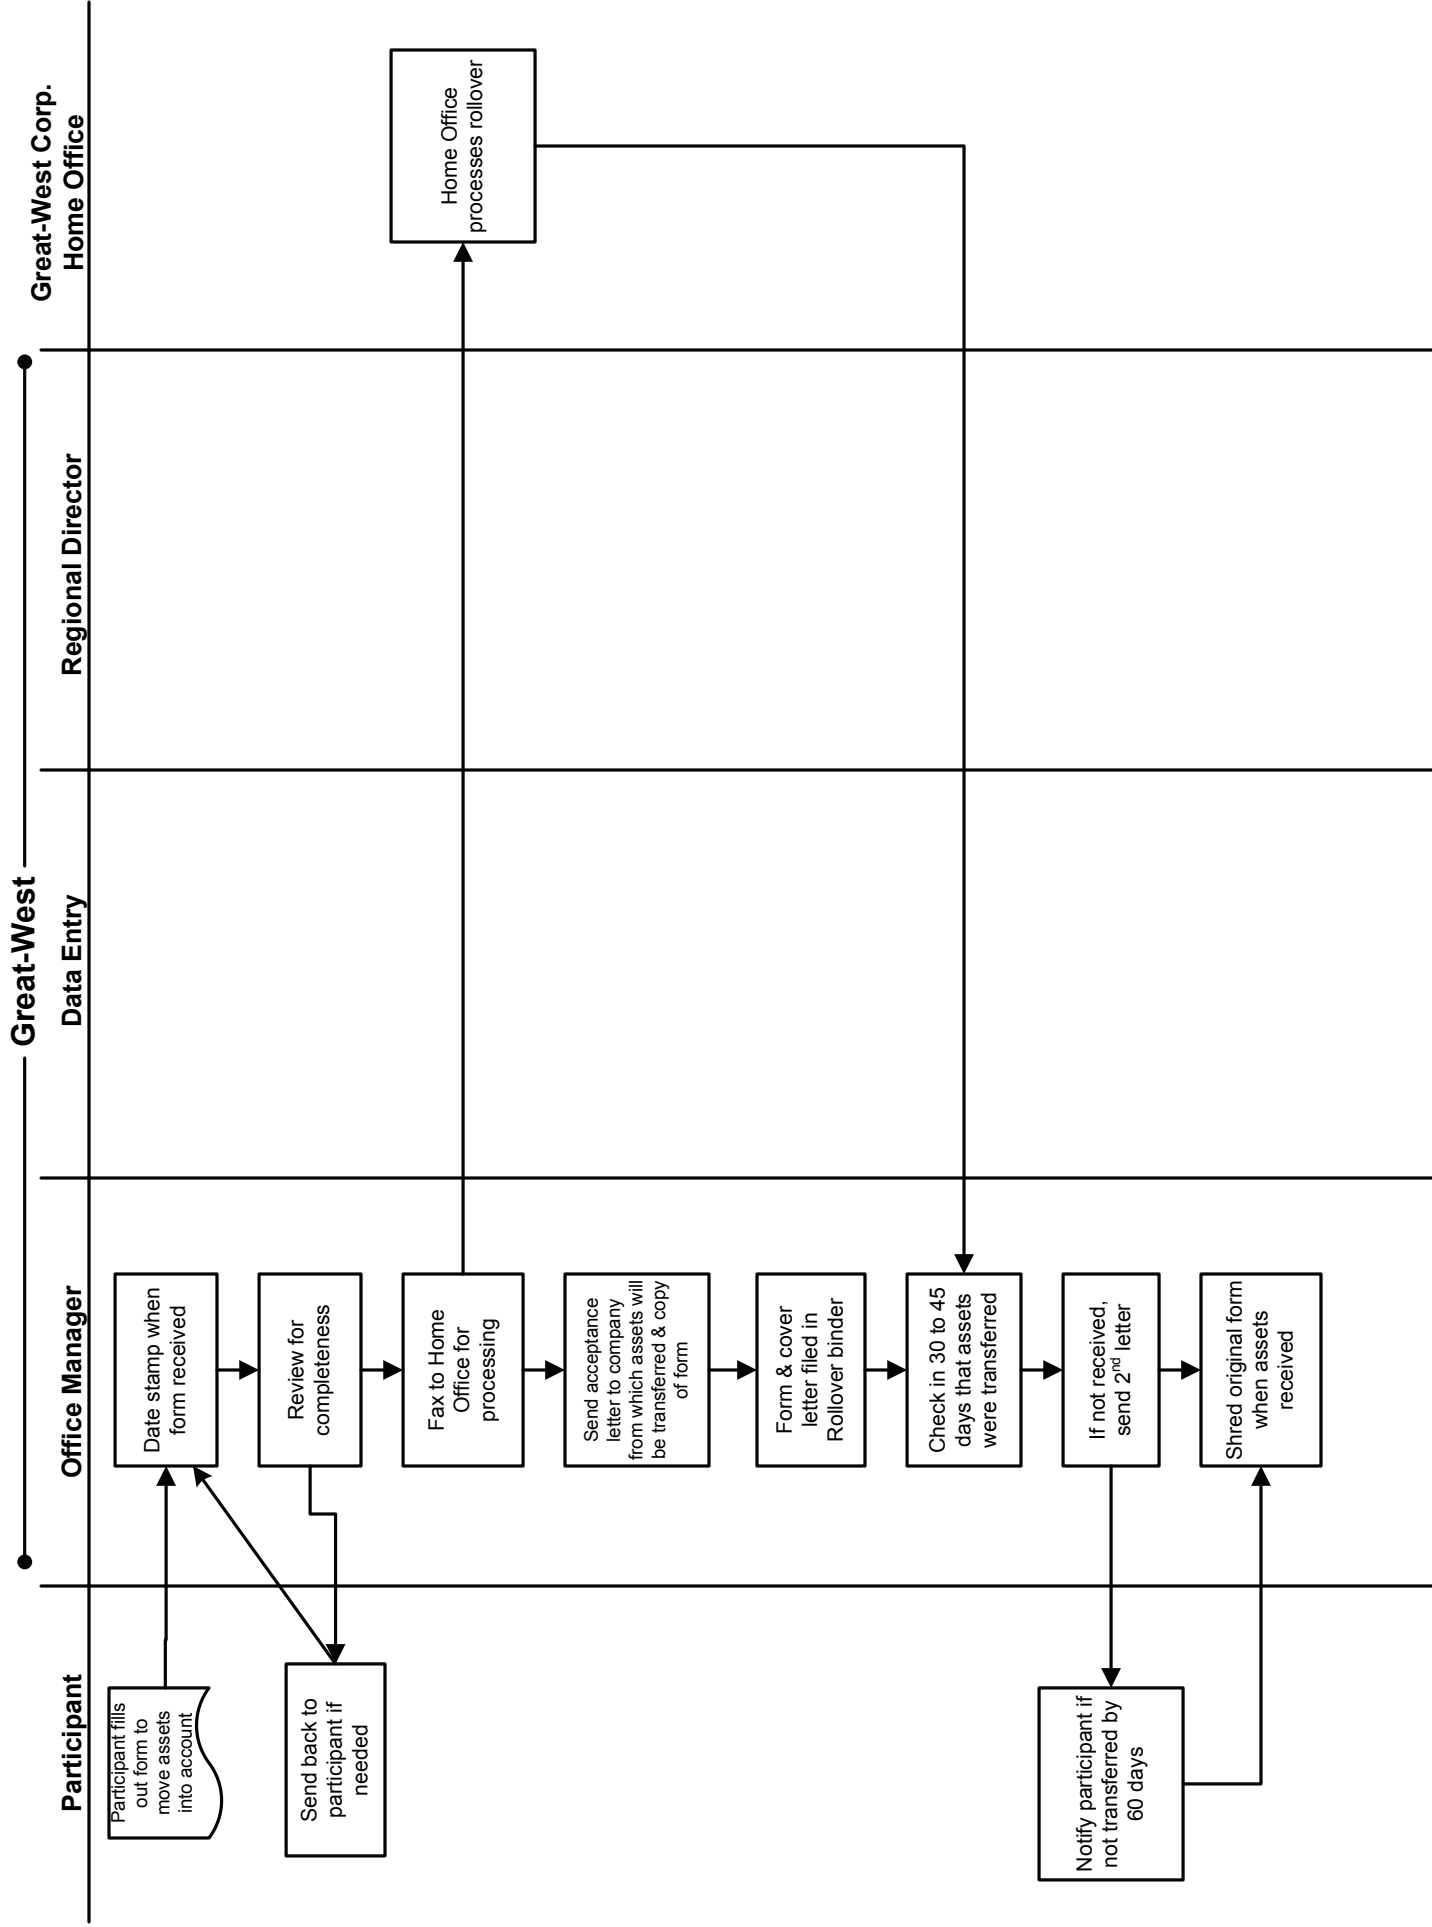 Great-West
Participant
Office Manager
Data Entry
Regional Director
Great-West Corp.
Home Office
Participant fills
out form to
move assets
into account
Date stamp when
form received
Review for
completeness
Send back to
participant if
needed
Fax to Home
Office for
processing
Home Office
processes rollover
Send acceptance
letter to company
from which assets will
be transferred & copy
of form
Form & cover
letter filed in
Rollover binder
Check in 30 to 45
days that assets
were transferred
If not received,
send 2nd letter
Notify participant if
not transferred by
60 days
Shred original form
when assets
received